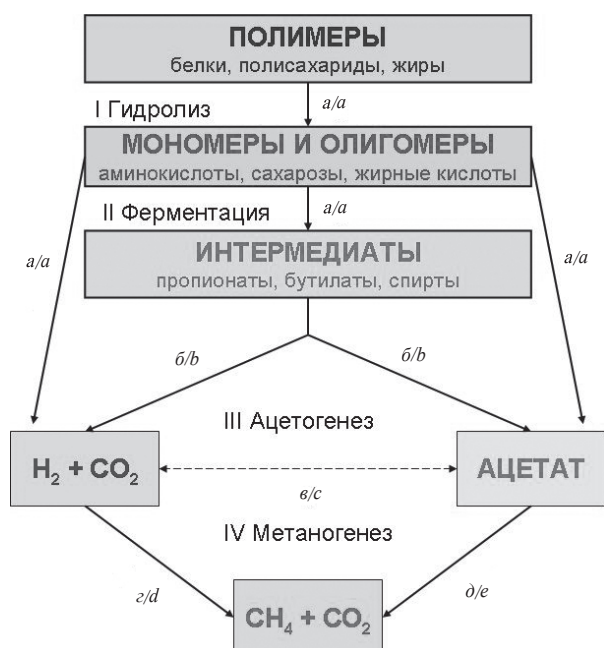 ПОЛИМЕРЫ
белки, полисахариды, жиры
I Гидролиз
а/a
МОНОМЕРЫ И ОЛИГОМЕРЫ
аминокислоты, сахарозы, жирные кислоты
II Ферментация
а/a
ИНТЕРМЕДИАТЫ
пропионаты, бутилаты, спирты
а/a
а/a
б/b
б/b
III Ацетогенез
H₂ + CO₂
АЦЕТАТ
в/c
IV Метаногенез
г/d
д/e
CH₄ + CO₂